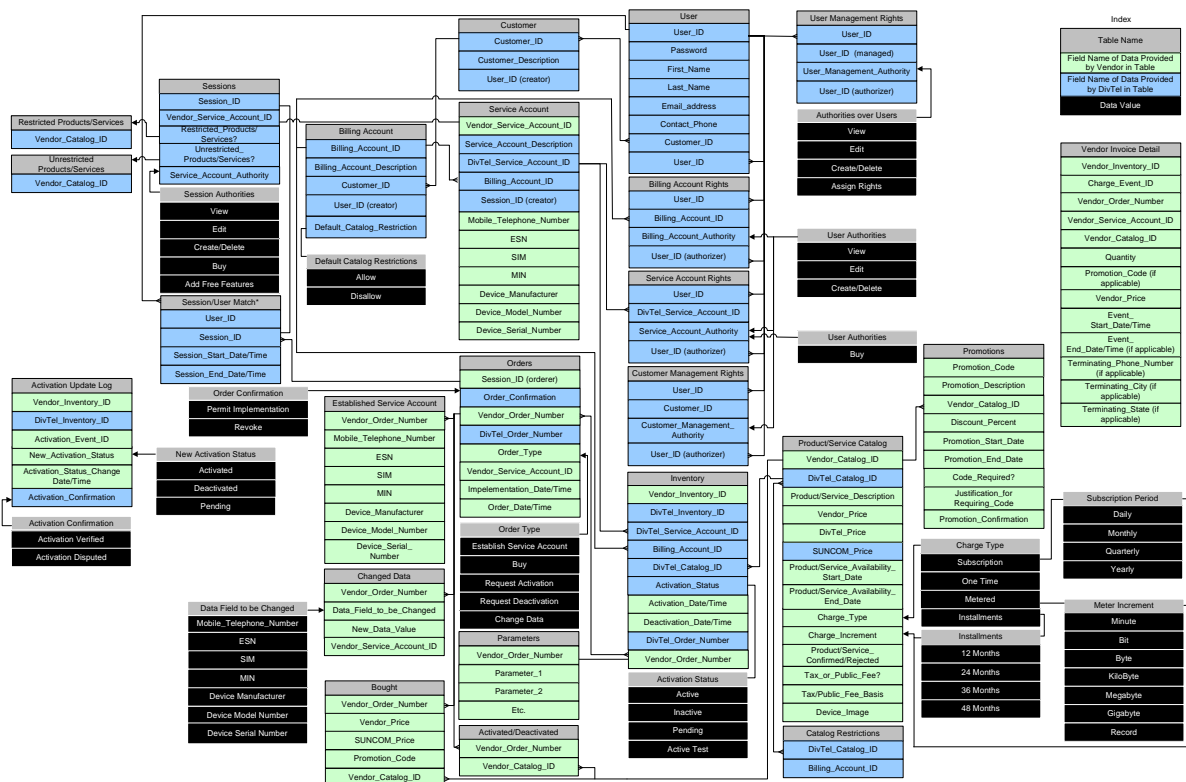 Customer
Customer_ID
Customer_Description
User_ID (creator)
User
User_ID
Password
First_Name
Last_Name
Email_address
Contact_Phone
Customer_ID
User_ID
User Management Rights
User_ID
User_ID (managed)
User_Management_Authority
User_ID (authorizer)
Index
Table Name
Field Name of Data Provided
by Vendor in Table
Field Name of Data Provided
by DivTel in Table
Data Value
Sessions
Session_ID
Vendor_Service_Account_ID
Restricted_Products/
Services?
Unrestricted_
Products/Services?
Service_Account_Authority
Restricted Products/Services
Vendor_Catalog_ID
Unrestricted
Products/Services
Vendor_Catalog_ID
Session Authorities
View
Edit
Create/Delete
Buy
Add Free Features
Billing Account
Billing_Account_ID
Billing_Account_Description
Customer_ID
User_ID (creator)
Default_Catalog_Restriction
Default Catalog Restrictions
Allow
Disallow
Service Account
Vendor_Service_Account_ID
Service_Account_Description
DivTel_Service_Account_ID
Billing_Account_ID
Session_ID (creator)
Mobile_Telephone_Number
ESN
SIM
MIN
Device_Manufacturer
Device_Model_Number
Device_Serial_Number
Authorities over Users
View
Edit
Create/Delete
Assign Rights
Billing Account Rights
User_ID
Billing_Account_ID
Billing_Account_Authority
User_ID (authorizer)
User Authorities
View
Edit
Create/Delete
Service Account Rights
User_ID
DivTel_Service_Account_ID
Service_Account_Authority
User_ID (authorizer)
User Authorities
Buy
Vendor Invoice Detail
Vendor_Inventory_ID
Charge_Event_ID
Vendor_Order_Number
Vendor_Service_Account_ID
Vendor_Catalog_ID
Quantity
Promotion_Code (if
applicable)
Vendor_Price
Event_
Start_Date/Time
Event_
End_Date/Time (if applicable)
Terminating_Phone_Number
(if applicable)
Terminating_City (if
applicable)
Terminating_State (if
applicable)
Session/User Match*
User_ID
Session_ID
Session_Start_Date/Time
Session_End_Date/Time
Order Confirmation
Permit Implementation
Revoke
Activation Update Log
Vendor_Inventory_ID
DivTel_Inventory_ID
Activation_Event_ID
New_Activation_Status
Activation_Status_Change
Date/Time
Activation_Confirmation
New Activation Status
Activated
Deactivated
Pending
Activation Confirmation
Activation Verified
Activation Disputed
Established Service Account
Vendor_Order_Number
Mobile_Telephone_Number
ESN
SIM
MIN
Device_Manufacturer
Device_Model_Number
Device_Serial_
Number
Orders
Session_ID (orderer)
Order_Confirmation
Vendor_Order_Number
DivTel_Order_Number
Order_Type
Vendor_Service_Account_ID
Impelementation_Date/Time
Order_Date/Time
Order Type
Establish Service Account
Buy
Request Activation
Request Deactivation
Change Data
Customer Management Rights
User_ID
Customer_ID
Customer_Management_
Authority
User_ID (authorizer)
Inventory
Vendor_Inventory_ID
DivTel_Inventory_ID
DivTel_Service_Account_ID
Billing_Account_ID
DivTel_Catalog_ID
Activation_Status
Activation_Date/Time
Deactivation_Date/Time
DivTel_Order_Number
Vendor_Order_Number
Activation Status
Active
Inactive
Pending
Active Test
Product/Service Catalog
Vendor_Catalog_ID
DivTel_Catalog_ID
Product/Service_Description
Vendor_Price
DivTel_Price
SUNCOM_Price
Product/Service_Availability_
Start_Date
Product/Service_Availability_
End_Date
Charge_Type
Charge_Increment
Product/Service_
Confirmed/Rejected
Tax_or_Public_Fee?
Tax/Public_Fee_Basis
Device_Image
Catalog Restrictions
DivTel_Catalog_ID
Billing_Account_ID
Promotions
Promotion_Code
Promotion_Description
Vendor_Catalog_ID
Discount_Percent
Promotion_Start_Date
Promotion_End_Date
Code_Required?
Justification_for
Requiring_Code
Promotion_Confirmation
Charge Type
Subscription
One Time
Metered
Installments
Installments
12 Months
24 Months
36 Months
48 Months
Subscription Period
Daily
Monthly
Quarterly
Yearly
Meter Increment
Minute
Bit
Byte
KiloByte
Megabyte
Gigabyte
Record
Data Field to be Changed
Mobile_Telephone_Number
ESN
SIM
MIN
Device Manufacturer
Device Model Number
Device Serial Number
Changed Data
Vendor_Order_Number
Data_Field_to_be_Changed
New_Data_Value
Vendor_Service_Account_ID
Bought
Vendor_Order_Number
Vendor_Price
SUNCOM_Price
Promotion_Code
Vendor_Catalog_ID
Parameters
Vendor_Order_Number
Parameter_1
Parameter_2
Etc.
Activated/Deactivated
Vendor_Order_Number
Vendor_Catalog_ID